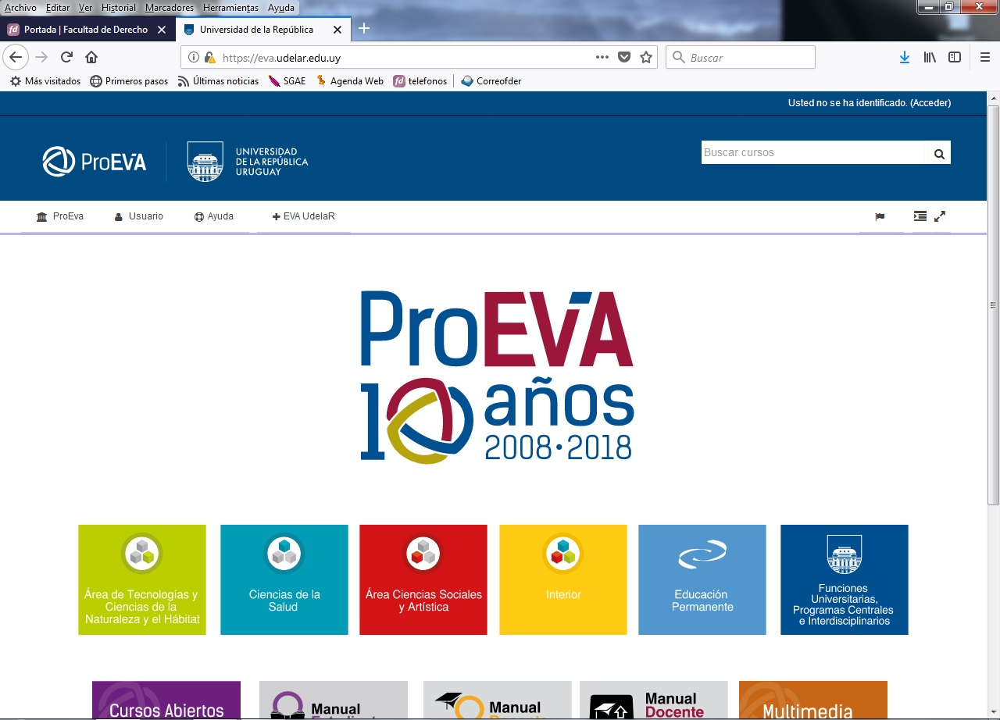 Archivo Editar Ver Historial Marcadores Herramientas Ayuda
fd Portada | Facultad de Derecho
Universidad de la República
https://eva.udelar.edu.uy
Buscar
Más visitados Primeros pasos Últimas noticias SGAE Agenda Web fd telefonos Correofder
Usted no se ha identificado. (Acceder)
ProEVA
UNIVERSIDAD
DE LA REPÚBLICA
URUGUAY
Buscar cursos
ProEva Usuario Ayuda EVA UdelaR
ProEVA
10 años
2008·2018
Área de Tecnologías y
Ciencias de la
Naturaleza y el Hábitat
Ciencias de la
Salud
Área Ciencias Sociales
y Artística
Interior
Educación
Permanente
Funciones
Universitarias,
Programas Centrales
e Interdisciplinarios
Cursos Abiertos
Manual
Estudiante
Manual
Docente
Manual
Docente
Multimedia